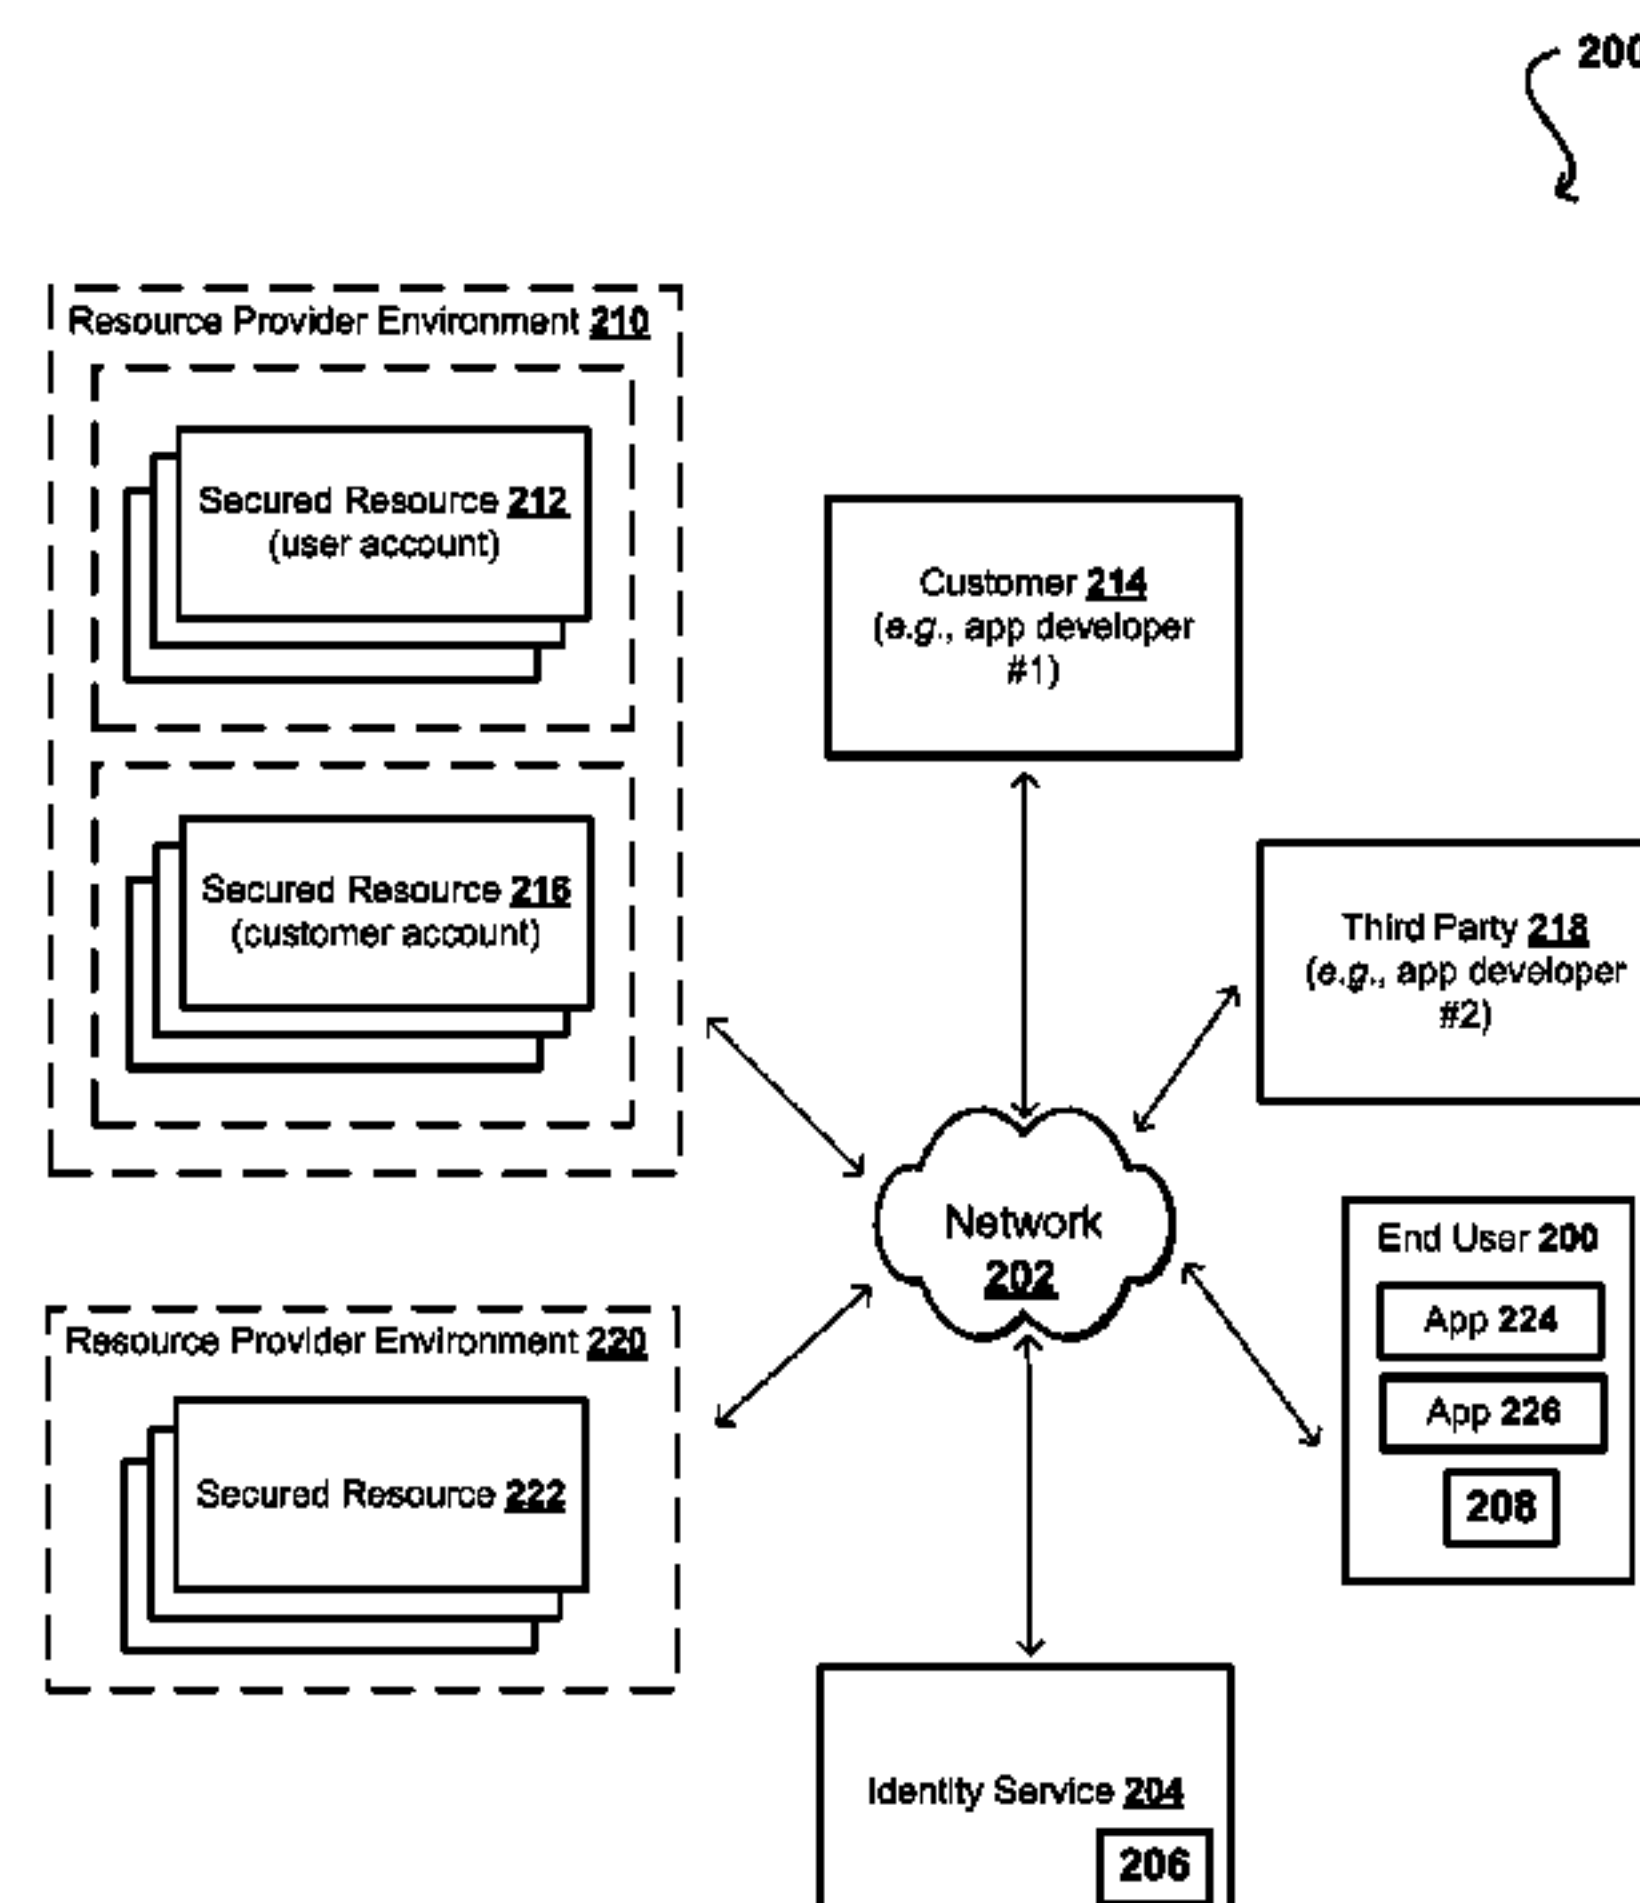 200
Resource Provider Environment 210
Secured Resource 212
(user account)
Secured Resource 216
(customer account)
Customer 214
(e.g., app developer
#1)
Third Party 218
(e.g., app developer
#2)
Network
202
End User 200
App 224
App 226
208
Resource Provider Environment 220
Secured Resource 222
Identity Service 204
206